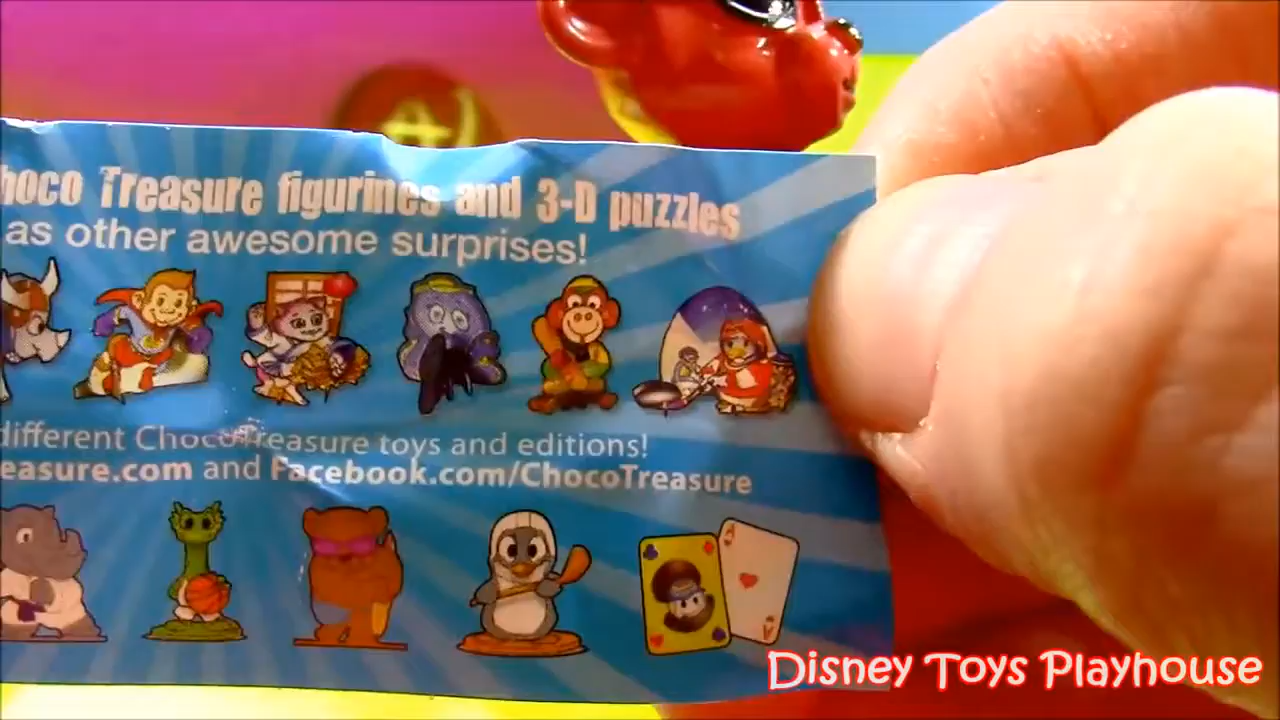 hoco Treasure figurines and 3-D puzzles
as other awesome surprises!
different ChocoTreasure toys and editions!
easure.com and Facebook.com/ChocoTreasure
A
A
Disney Toys Playhouse